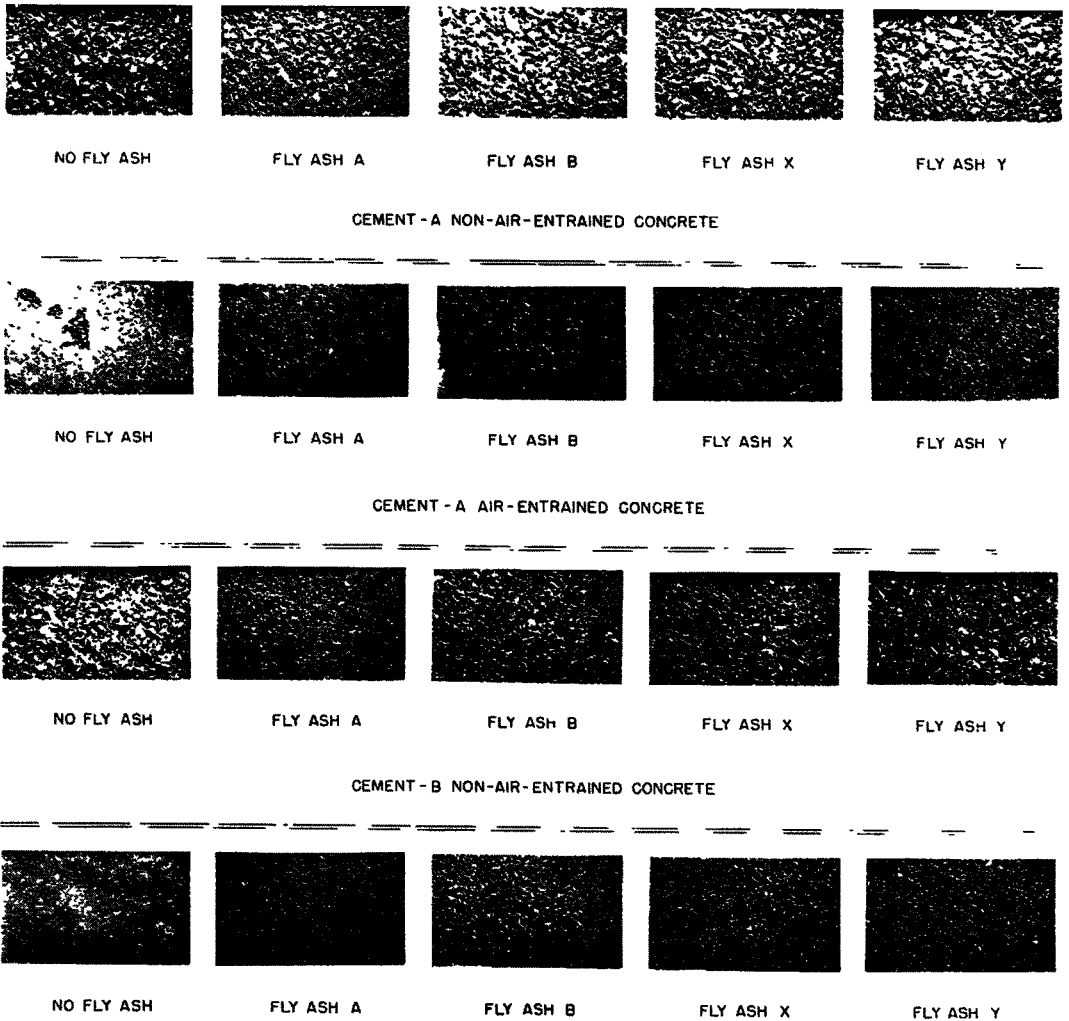 NO FLY ASH FLY ASH A FLY ASH B FLY ASH X FLY ASH Y
CEMENT-A NON-AIR-ENTRAINED CONCRETE
NO FLY ASH FLY ASH A FLY ASH B FLY ASH X FLY ASH Y
CEMENT-A AIR-ENTRAINED CONCRETE
NO FLY ASH FLY ASH A FLY ASH B FLY ASH X FLY ASH Y
CEMENT-B NON-AIR-ENTRAINED CONCRETE
NO FLY ASH FLY ASH A FLY ASH B FLY ASH X FLY ASH Y